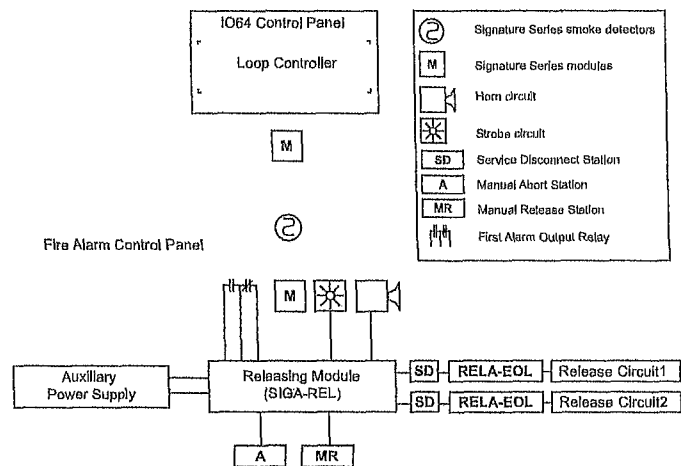 IO64 Control Panel
Loop Controller
M
Fire Alarm Control Panel
M
Auxiliary
Power Supply
Releasing Module
(SIGA-REL)
SD
RELA-EOL
Release Circuit1
SD
RELA-EOL
Release Circuit2
A
MR
Signature Series smoke detectors
M
Signature Series modules
Horn circuit
Strobe circuit
SD
Service Disconnect Station
A
Manual Abort Station
MR
Manual Release Station
First Alarm Output Relay